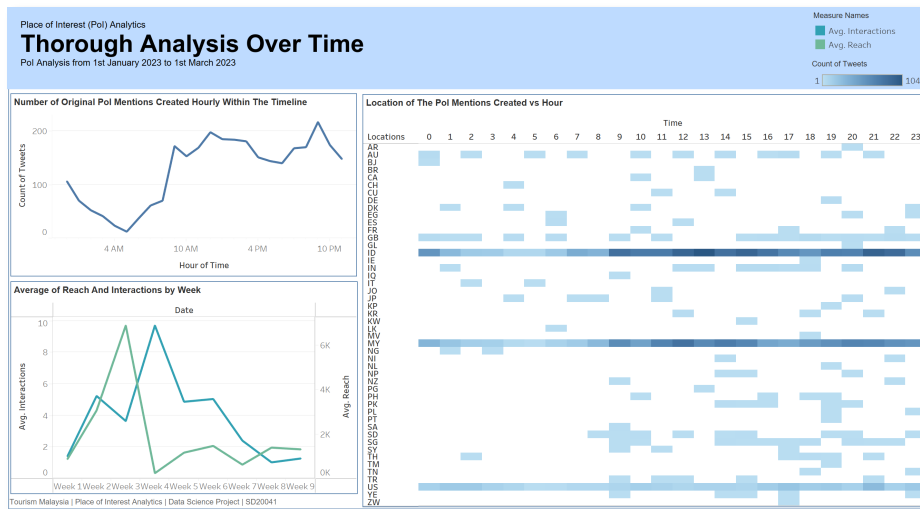 Place of Interest (PoI) Analytics
Thorough Analysis Over Time
PoI Analysis from 1st January 2023 to 1st March 2023
Measure Names
Avg. Interactions
Avg. Reach
Count of Tweets
1 104
Number of Original PoI Mentions Created Hourly Within The Timeline
Count of Tweets
200
100
0
4 AM 10 AM 4 PM 10 PM
Hour of Time
Average of Reach And Interactions by Week
Date
Avg. Interactions
10
8
6
4
2
0
Avg. Reach
6K
4K
2K
0K
Week 1 Week 2 Week 3 Week 4 Week 5 Week 6 Week 7 Week 8 Week 9
Location of The PoI Mentions Created vs Hour
Time
Locations 0 1 2 3 4 5 6 7 8 9 10 11 12 13 14 15 16 17 18 19 20 21 22 23
AR
AU
BJ
BR
CA
CH
CU
DE
DK
EG
ES
FR
GB
GL
ID
IE
IN
IQ
IT
JO
JP
KP
KR
KW
LK
MV
MY
NG
NI
NL
NP
NZ
PG
PH
PK
PL
PT
SA
SD
SG
SY
TH
TM
TN
TR
US
YE
ZW
Tourism Malaysia | Place of Interest Analytics | Data Science Project | SD20041